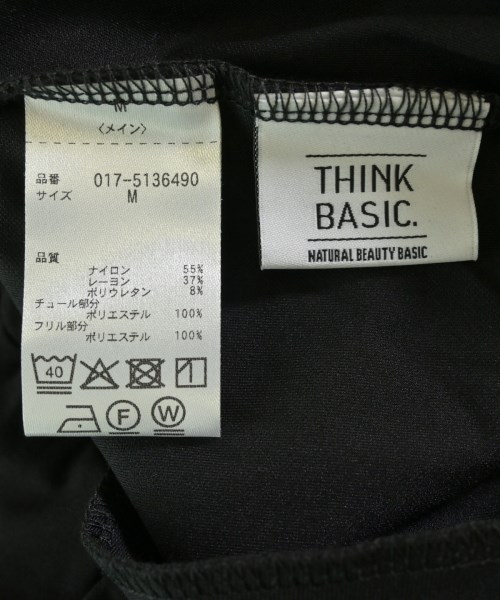 M
〈メイン〉
品番 017-5136490
サイズ M
品質
ナイロン 55%
レーヨン 37%
ポリウレタン 8%
チュール部分
ポリエステル 100%
フリル部分
ポリエステル 100%
40
F W
THINK
BASIC.
NATURAL BEAUTY BASIC